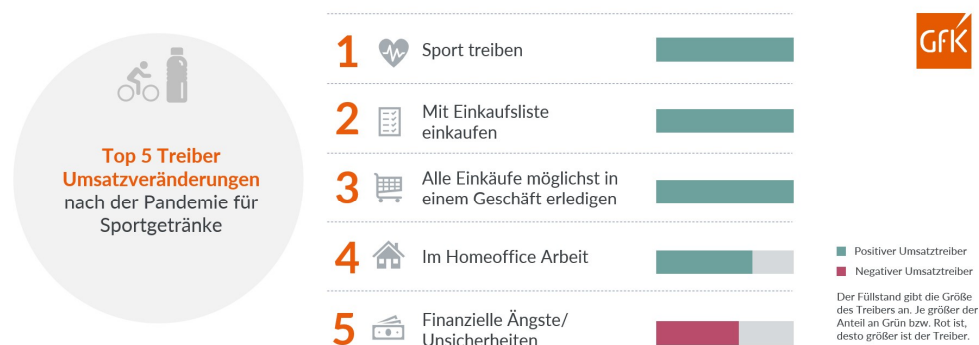 GfK
Top 5 Treiber
Umsatzveränderungen
nach der Pandemie für
Sportgetränke
1 Sport treiben
2 Mit Einkaufsliste
einkaufen
3 Alle Einkäufe möglichst in
einem Geschäft erledigen
4 Im Homeoffice Arbeit
5 Finanzielle Ängste/
Unsicherheiten
Positiver Umsatztreiber
Negativer Umsatztreiber
Der Füllstand gibt die Größe
des Treibers an. Je größer der
Anteil an Grün bzw. Rot ist,
desto größer ist der Treiber.